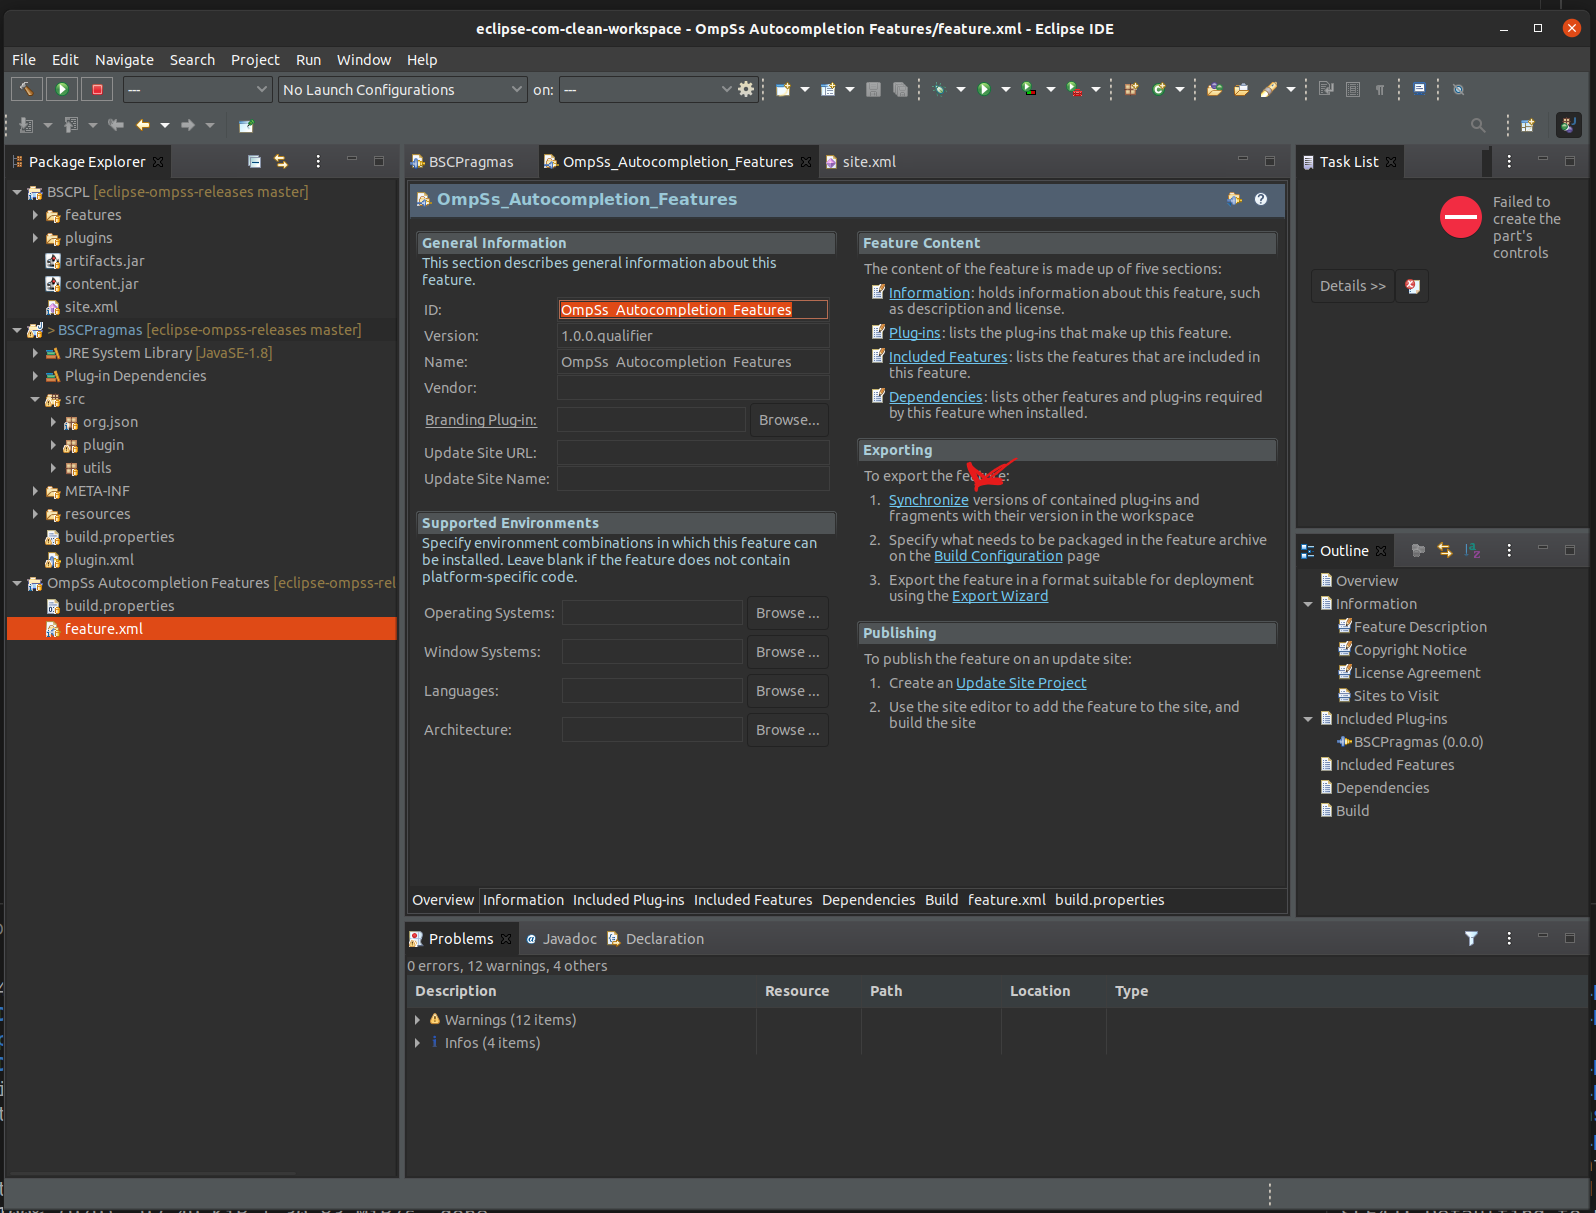 eclipse-com-clean-workspace - OmpSs Autocompletion Features/feature.xml - Eclipse IDE
File Edit Navigate Search Project Run Window Help
--- No Launch Configurations on: ---
Package Explorer
BSCPL [eclipse-ompss-releases master]
features
plugins
artifacts.jar
content.jar
site.xml
> BSCPragmas [eclipse-ompss-releases master]
JRE System Library [JavaSE-1.8]
Plug-in Dependencies
src
org.json
plugin
utils
META-INF
resources
build.properties
plugin.xml
OmpSs Autocompletion Features [eclipse-ompss-rel
build.properties
feature.xml
BSCPragmas OmpSs_Autocompletion_Features site.xml
OmpSs_Autocompletion_Features
General Information
This section describes general information about this
feature.
ID: OmpSs_Autocompletion_Features
Version: 1.0.0.qualifier
Name: OmpSs Autocompletion Features
Vendor:
Branding Plug-in: Browse...
Update Site URL:
Update Site Name:
Supported Environments
Specify environment combinations in which this feature can
be installed. Leave blank if the feature does not contain
platform-specific code.
Operating Systems: Browse ...
Window Systems: Browse ...
Languages: Browse ...
Architecture: Browse ...
Feature Content
The content of the feature is made up of five sections:
Information: holds information about this feature, such
as description and license.
Plug-ins: lists the plug-ins that make up this feature.
Included Features: lists the features that are included in
this feature.
Dependencies: lists other features and plug-ins required
by this feature when installed.
Exporting
To export the feature:
1. Synchronize versions of contained plug-ins and
fragments with their version in the workspace
2. Specify what needs to be packaged in the feature archive
on the Build Configuration page
3. Export the feature in a format suitable for deployment
using the Export Wizard
Publishing
To publish the feature on an update site:
1. Create an Update Site Project
2. Use the site editor to add the feature to the site, and
build the site
Overview Information Included Plug-ins Included Features Dependencies Build feature.xml build.properties
Task List
Failed to
create the
part's
controls
Details >>
Outline
Overview
Information
Feature Description
Copyright Notice
License Agreement
Sites to Visit
Included Plug-ins
BSCPragmas (0.0.0)
Included Features
Dependencies
Build
Problems Javadoc Declaration
0 errors, 12 warnings, 4 others
Description Resource Path Location Type
Warnings (12 items)
Infos (4 items)